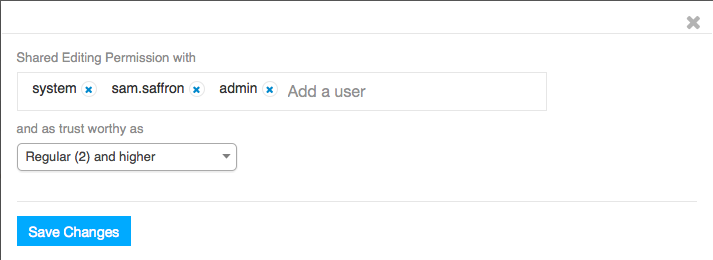 Shared Editing Permission with
system sam.saffron admin Add a user
and as trust worthy as
Regular (2) and higher
Save Changes